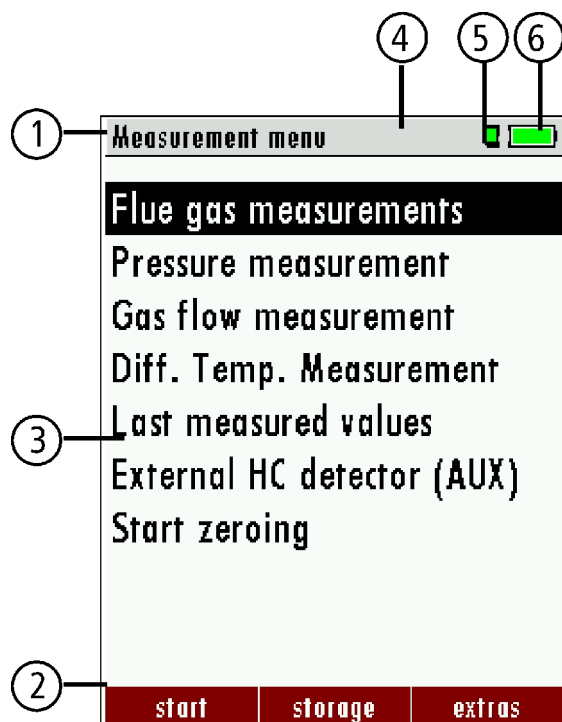 4 5 6
1 Measurement menu
Flue gas measurements
Pressure measurement
Gas flow measurement
Diff. Temp. Measurement
3 Last measured values
External HC detector (AUX)
Start zeroing
2 start storage extras